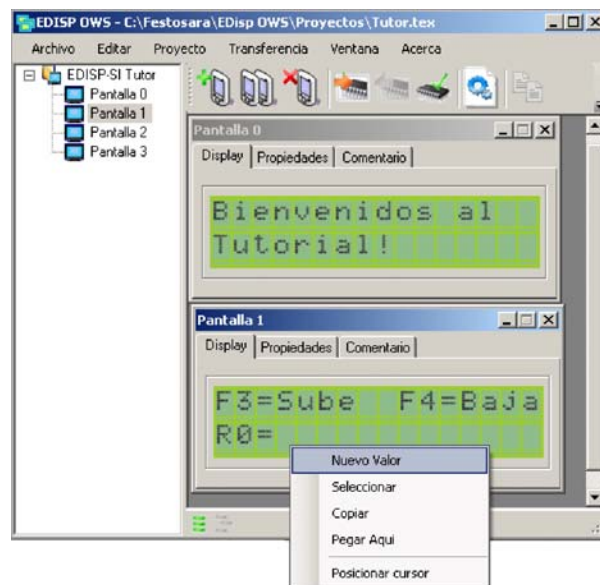 EDISP OWS - C:\Festosara\EDisp OWS\Proyectos\Tutor.tex
Archivo Editar Proyecto Transferencia Ventana Acerca
EDISP-SI Tutor
Pantalla 0
Pantalla 1
Pantalla 2
Pantalla 3
Pantalla 0
Display Propiedades Comentario
Bienvenidos al
Tutorial!
Pantalla 1
Display Propiedades Comentario
F3=Sube F4=Baja
R0=
Nuevo Valor
Seleccionar
Copiar
Pegar Aqui
Posicionar cursor